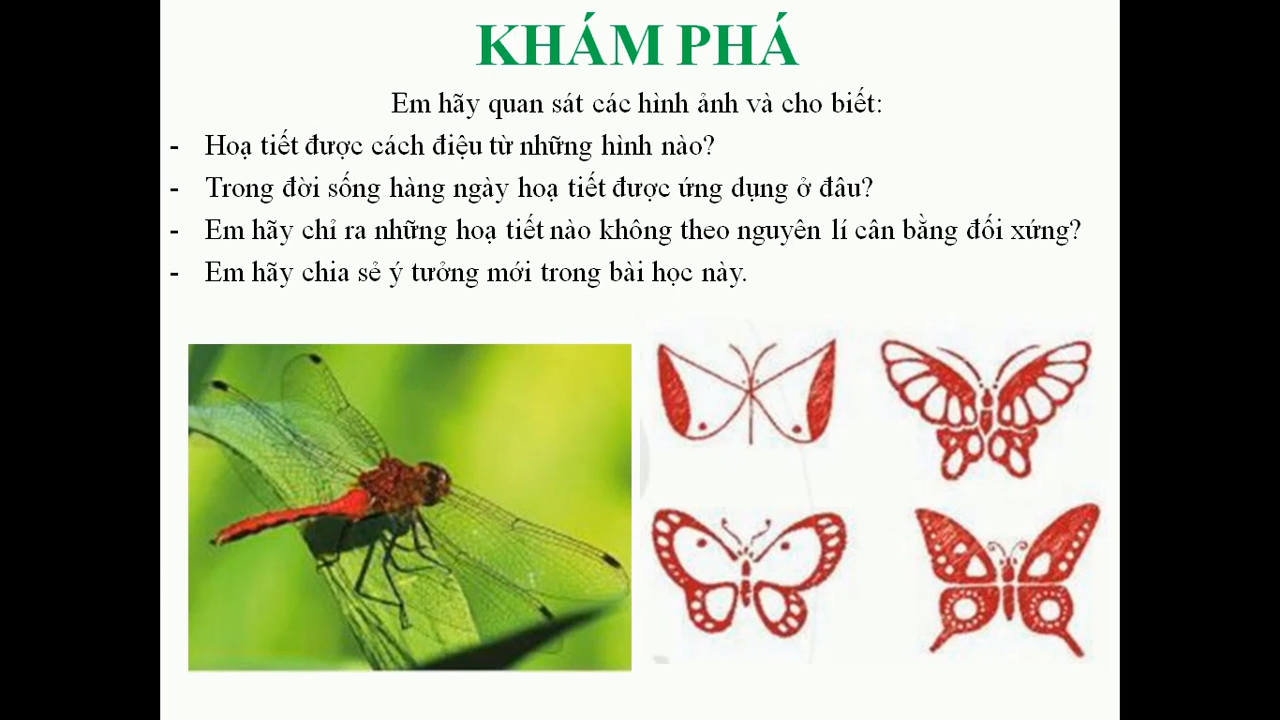 KHÁM PHÁ
Em hãy quan sát các hình ảnh và cho biết:
- Hoạ tiết được cách điệu từ những hình nào?
- Trong đời sống hàng ngày hoạ tiết được ứng dụng ở đâu?
- Em hãy chỉ ra những hoạ tiết nào không theo nguyên lí cân bằng đối xứng?
- Em hãy chia sẻ ý tưởng mới trong bài học này.